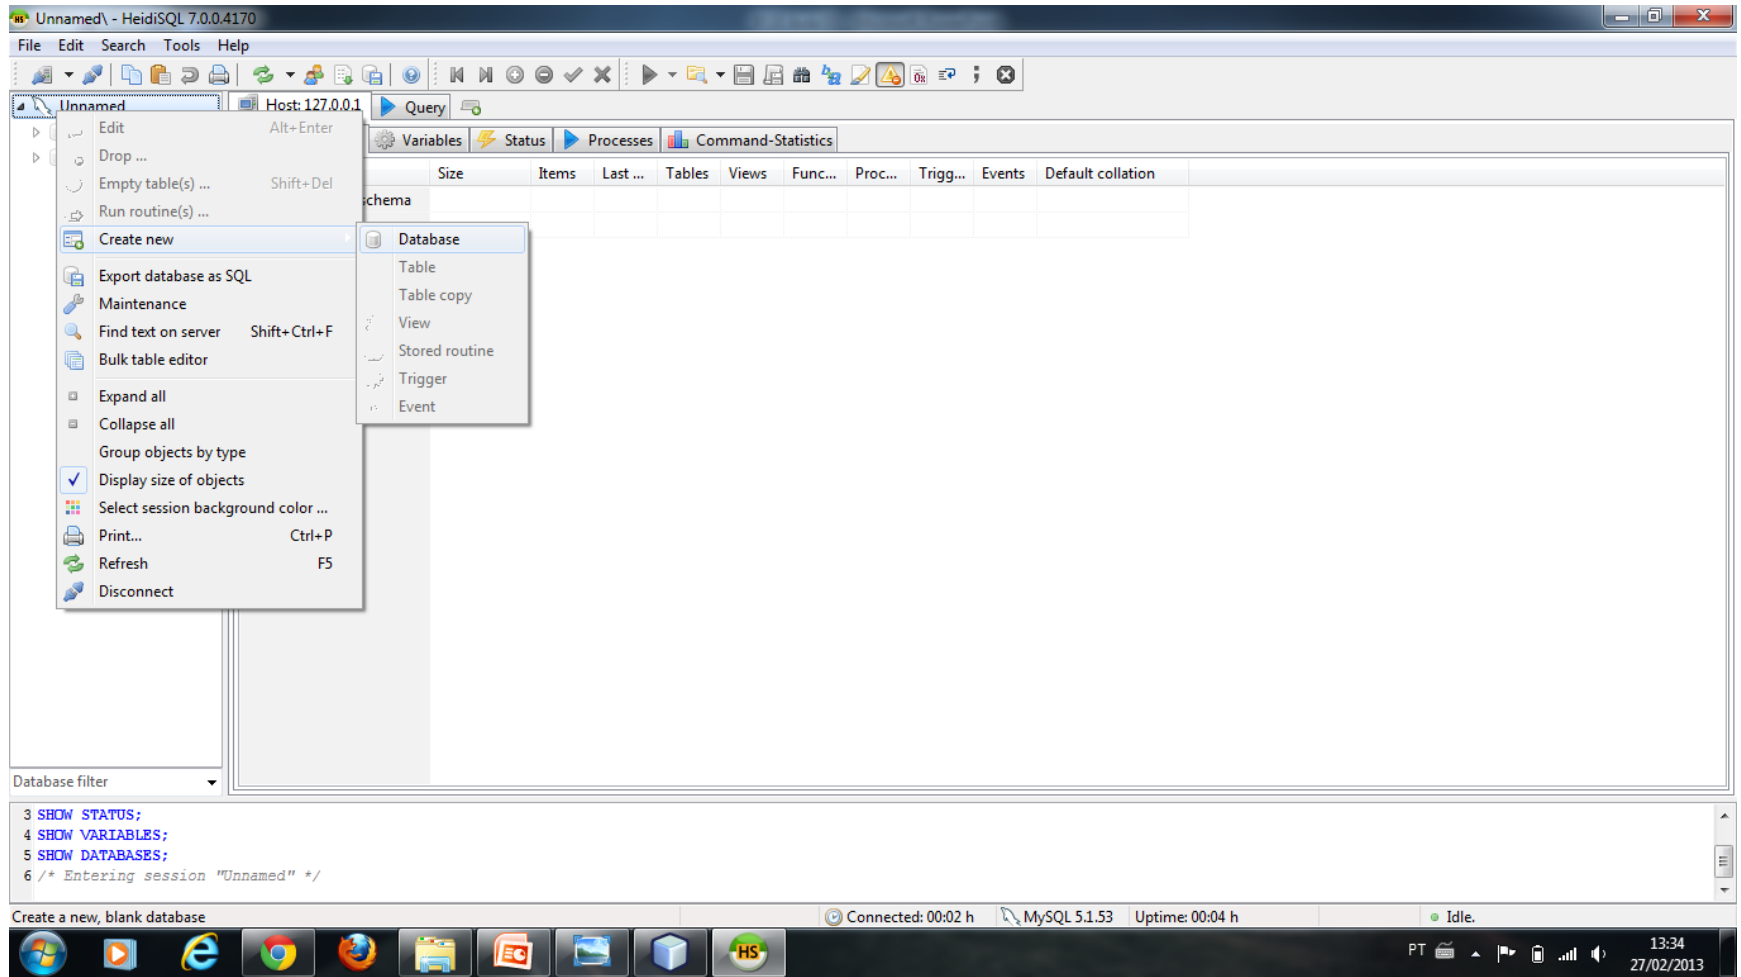 Unnamed\ - HeidiSQL 7.0.0.4170
File Edit Search Tools Help
Unnamed
Host: 127.0.0.1 Query
Variables Status Processes Command-Statistics
Size Items Last ... Tables Views Func... Proc... Trigg... Events Default collation
schema
Edit Alt+Enter
Drop ...
Empty table(s) ... Shift+Del
Run routine(s) ...
Create new
Export database as SQL
Maintenance
Find text on server Shift+Ctrl+F
Bulk table editor
Expand all
Collapse all
Group objects by type
Display size of objects
Select session background color ...
Print... Ctrl+P
Refresh F5
Disconnect
Database
Table
Table copy
View
Stored routine
Trigger
Event
Database filter
3 SHOW STATUS;
4 SHOW VARIABLES;
5 SHOW DATABASES;
6 /* Entering session "Unnamed" */
Create a new, blank database Connected: 00:02 h MySQL 5.1.53 Uptime: 00:04 h Idle.
HS PT 13:34
27/02/2013